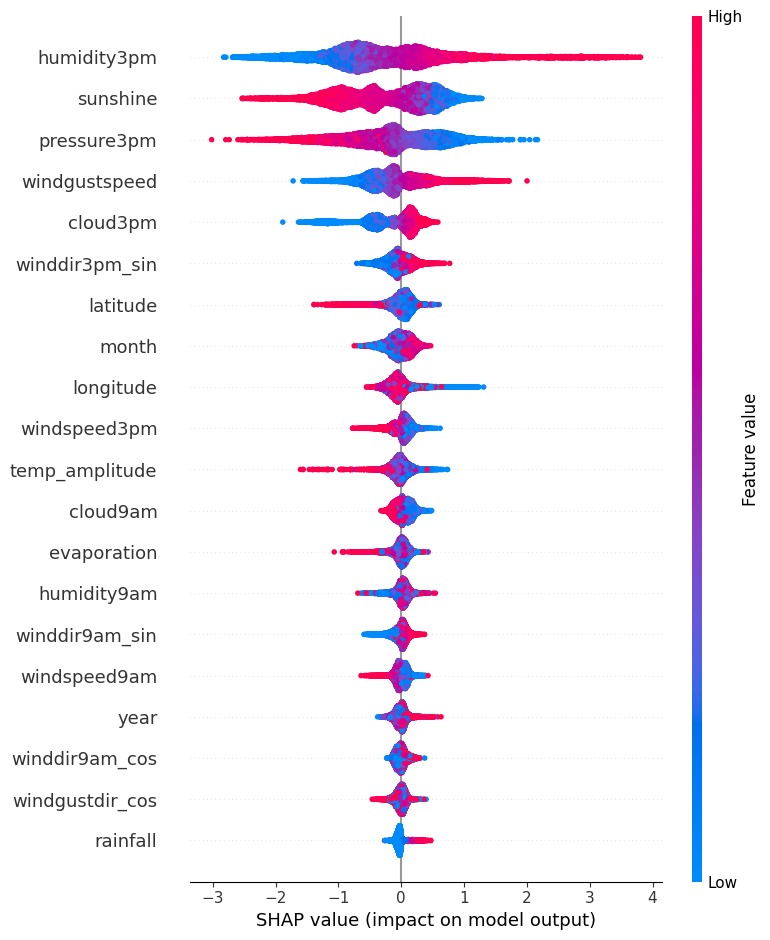 High
humidity3pm
sunshine
pressure3pm
windgustspeed
cloud3pm
winddir3pm_sin
latitude
month
longitude
windspeed3pm
temp_amplitude
cloud9am
evaporation
humidity9am
winddir9am_sin
windspeed9am
year
winddir9am_cos
windgustdir_cos
rainfall
Feature value
Low
−3 −2 −1 0 1 2 3 4
SHAP value (impact on model output)